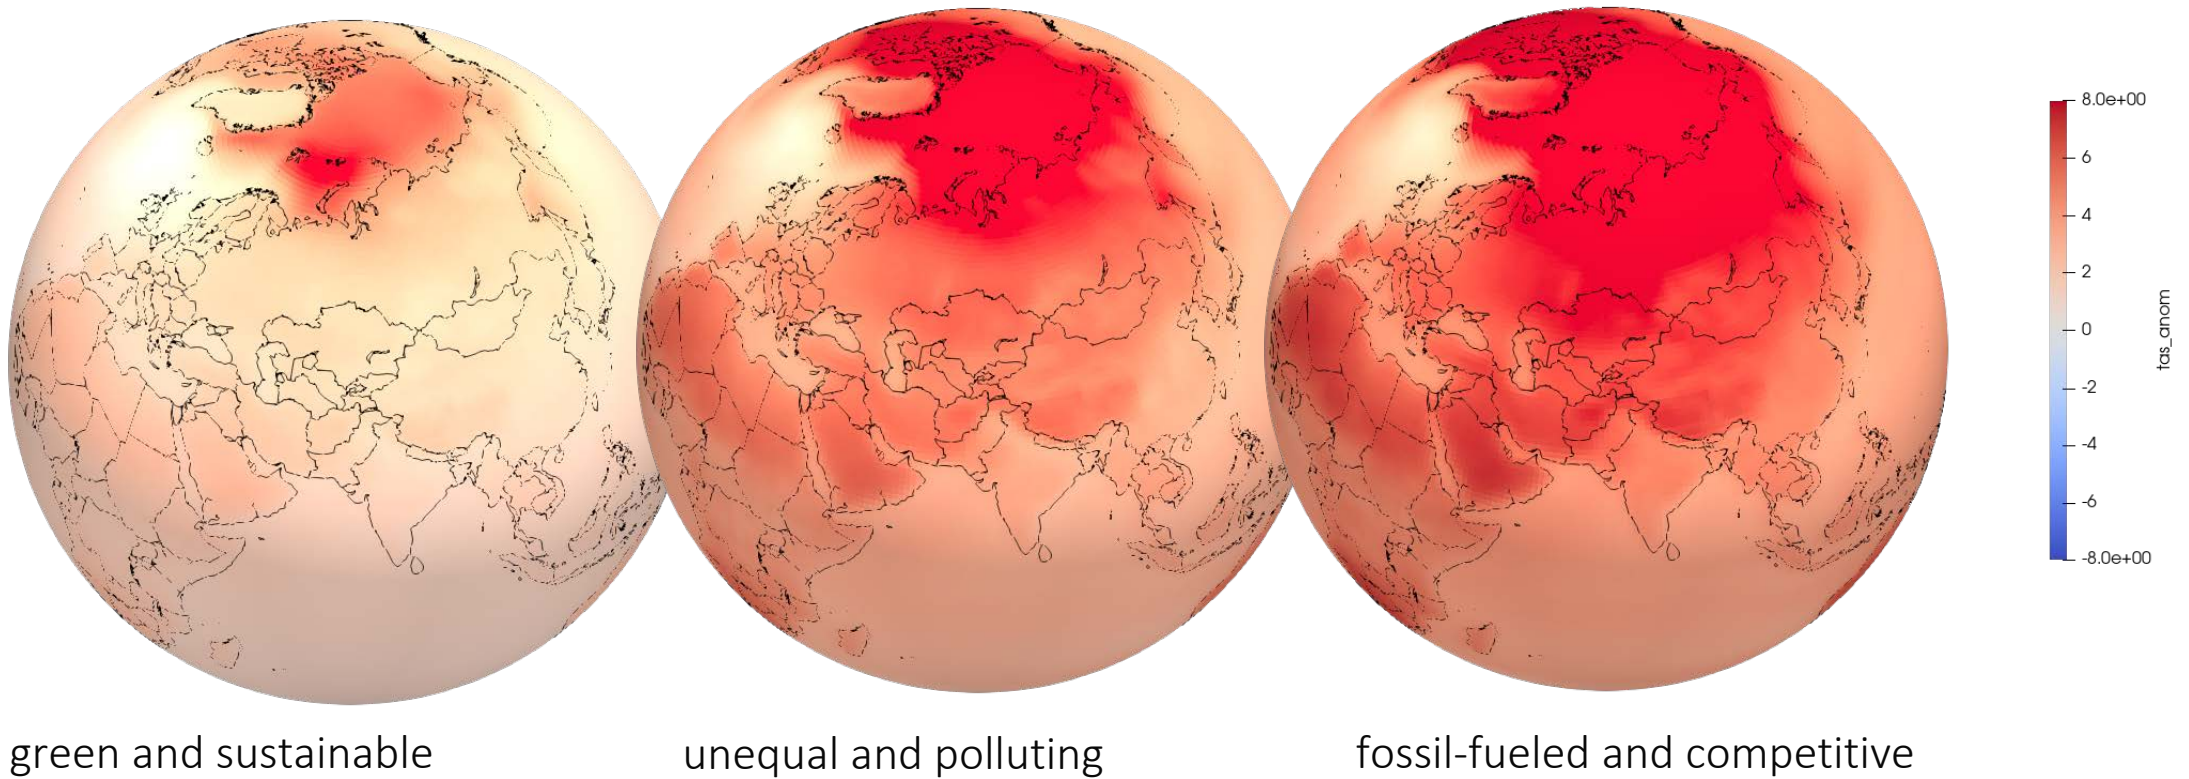 8.0e+00
6
4
2
0
-2
-4
-6
-8.0e+00
tas_anom
green and sustainable
unequal and polluting
fossil-fueled and competitive